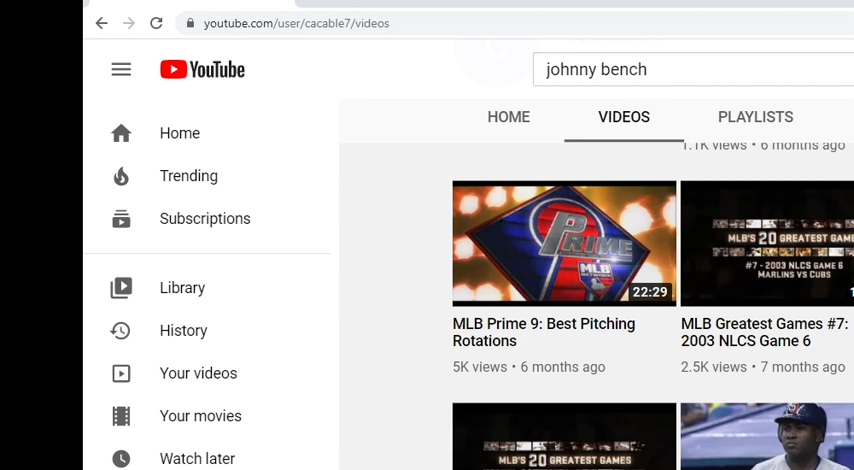 youtube.com/user/cacable7/videos
YouTube
johnny bench
HOME
VIDEOS
PLAYLISTS
1.1K views • 6 months ago
Home
Trending
Subscriptions
Library
History
Your videos
Your movies
Watch later
PRIME
MLB
NETWORK
22:29
MLB Prime 9: Best Pitching
Rotations
5K views • 6 months ago
MLB'S 20 GREATEST GAME
#7 - 2003 NLCS GAME 6
MARLINS VS CUBS
1
MLB Greatest Games #7:
2003 NLCS Game 6
2.5K views • 7 months ago
MLB'S 20 GREATEST GAMES